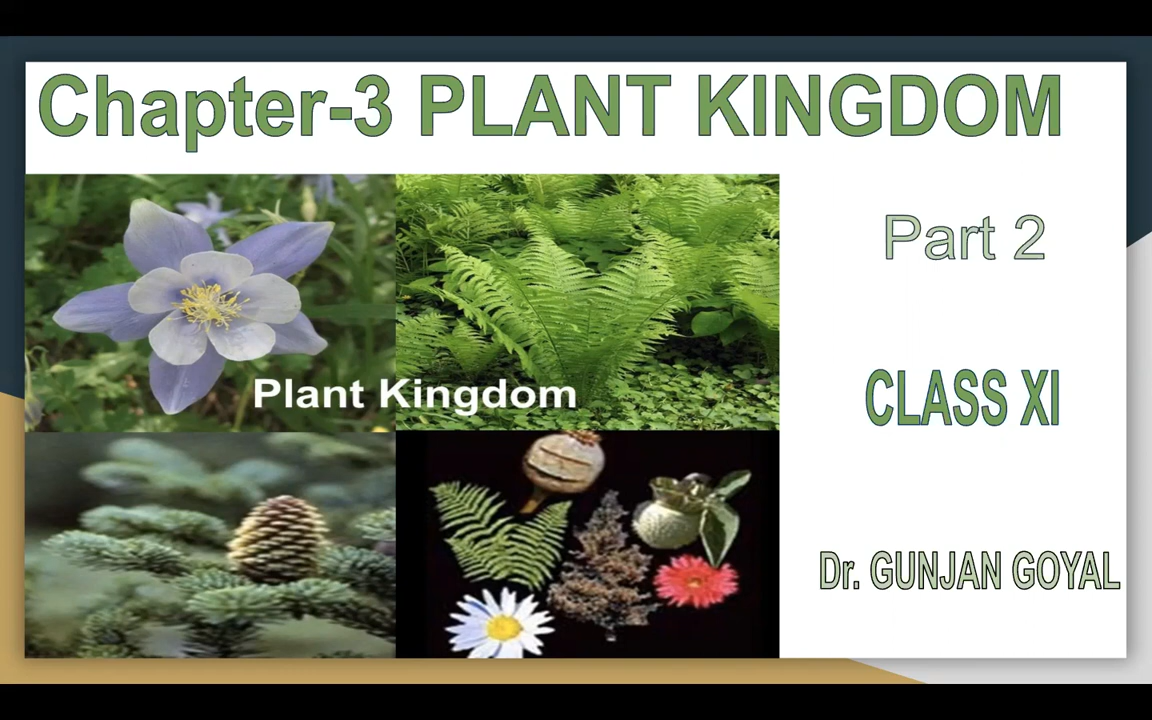 Chapter-3 PLANT KINGDOM
Part 2
Plant Kingdom
CLASS XI
Dr. GUNJAN GOYAL